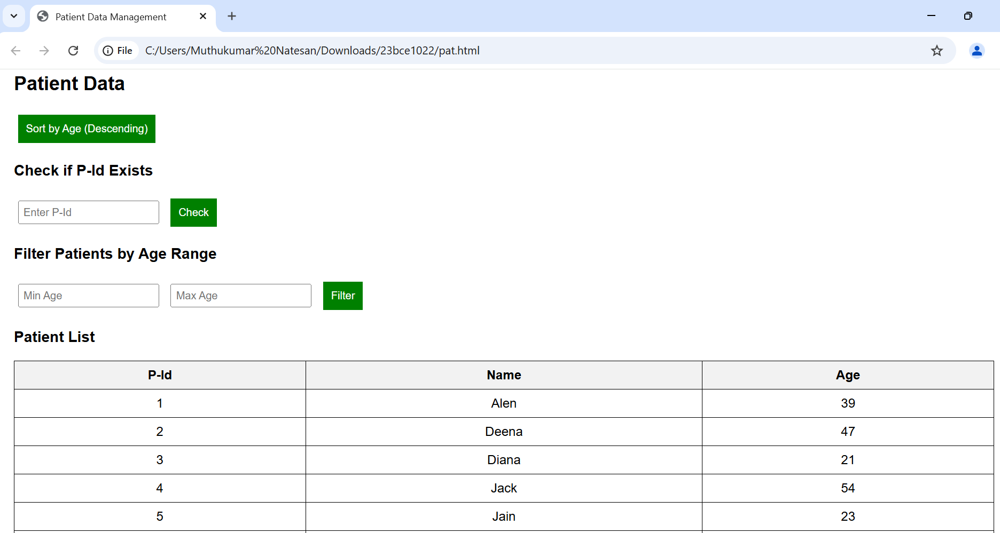 Patient Data Management
File C:/Users/Muthukumar%20Natesan/Downloads/23bce1022/pat.html
Patient Data
Sort by Age (Descending)
Check if P-Id Exists
Enter P-Id Check
Filter Patients by Age Range
Min Age Max Age Filter
Patient List
P-Id Name Age
1 Alen 39
2 Deena 47
3 Diana 21
4 Jack 54
5 Jain 23